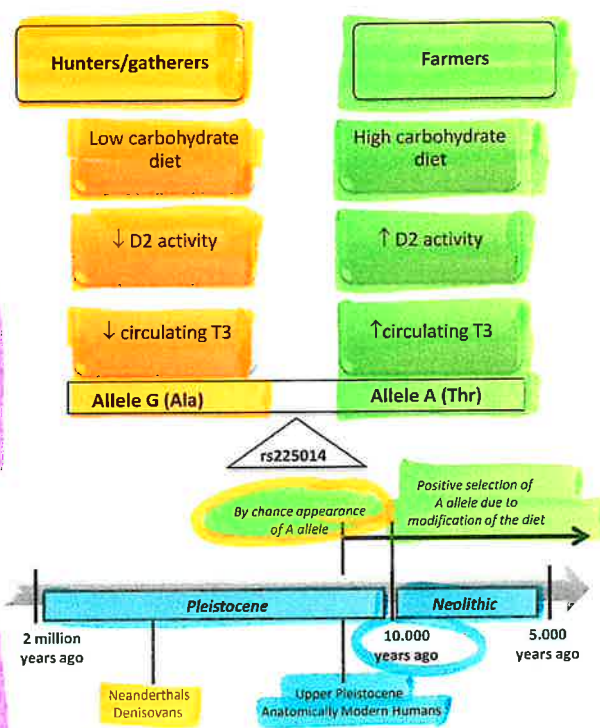 Hunters/gatherers
Farmers
Low carbohydrate
diet
High carbohydrate
diet
↓ D2 activity
↑ D2 activity
↓ circulating T3
↑circulating T3
Allele G (Ala)
Allele A (Thr)
rs225014
By chance appearance
of A allele
Positive selection of
A allele due to
modification of the diet
Pleistocene
Neolithic
2 million
years ago
10.000
years ago
5.000
years ago
Neanderthals
Denisovans
Upper Pleistocene
Anatomically Modern Humans